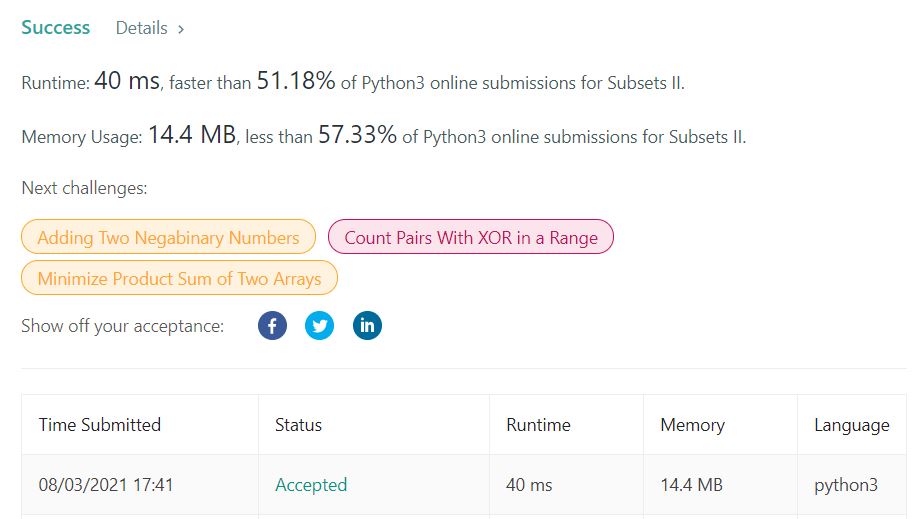 Success Details >
Runtime: 40 ms, faster than 51.18% of Python3 online submissions for Subsets II.
Memory Usage: 14.4 MB, less than 57.33% of Python3 online submissions for Subsets II.
Next challenges:
Adding Two Negabinary Numbers Count Pairs With XOR in a Range
Minimize Product Sum of Two Arrays
Show off your acceptance: f in
Time Submitted Status Runtime Memory Language
08/03/2021 17:41 Accepted 40 ms 14.4 MB python3